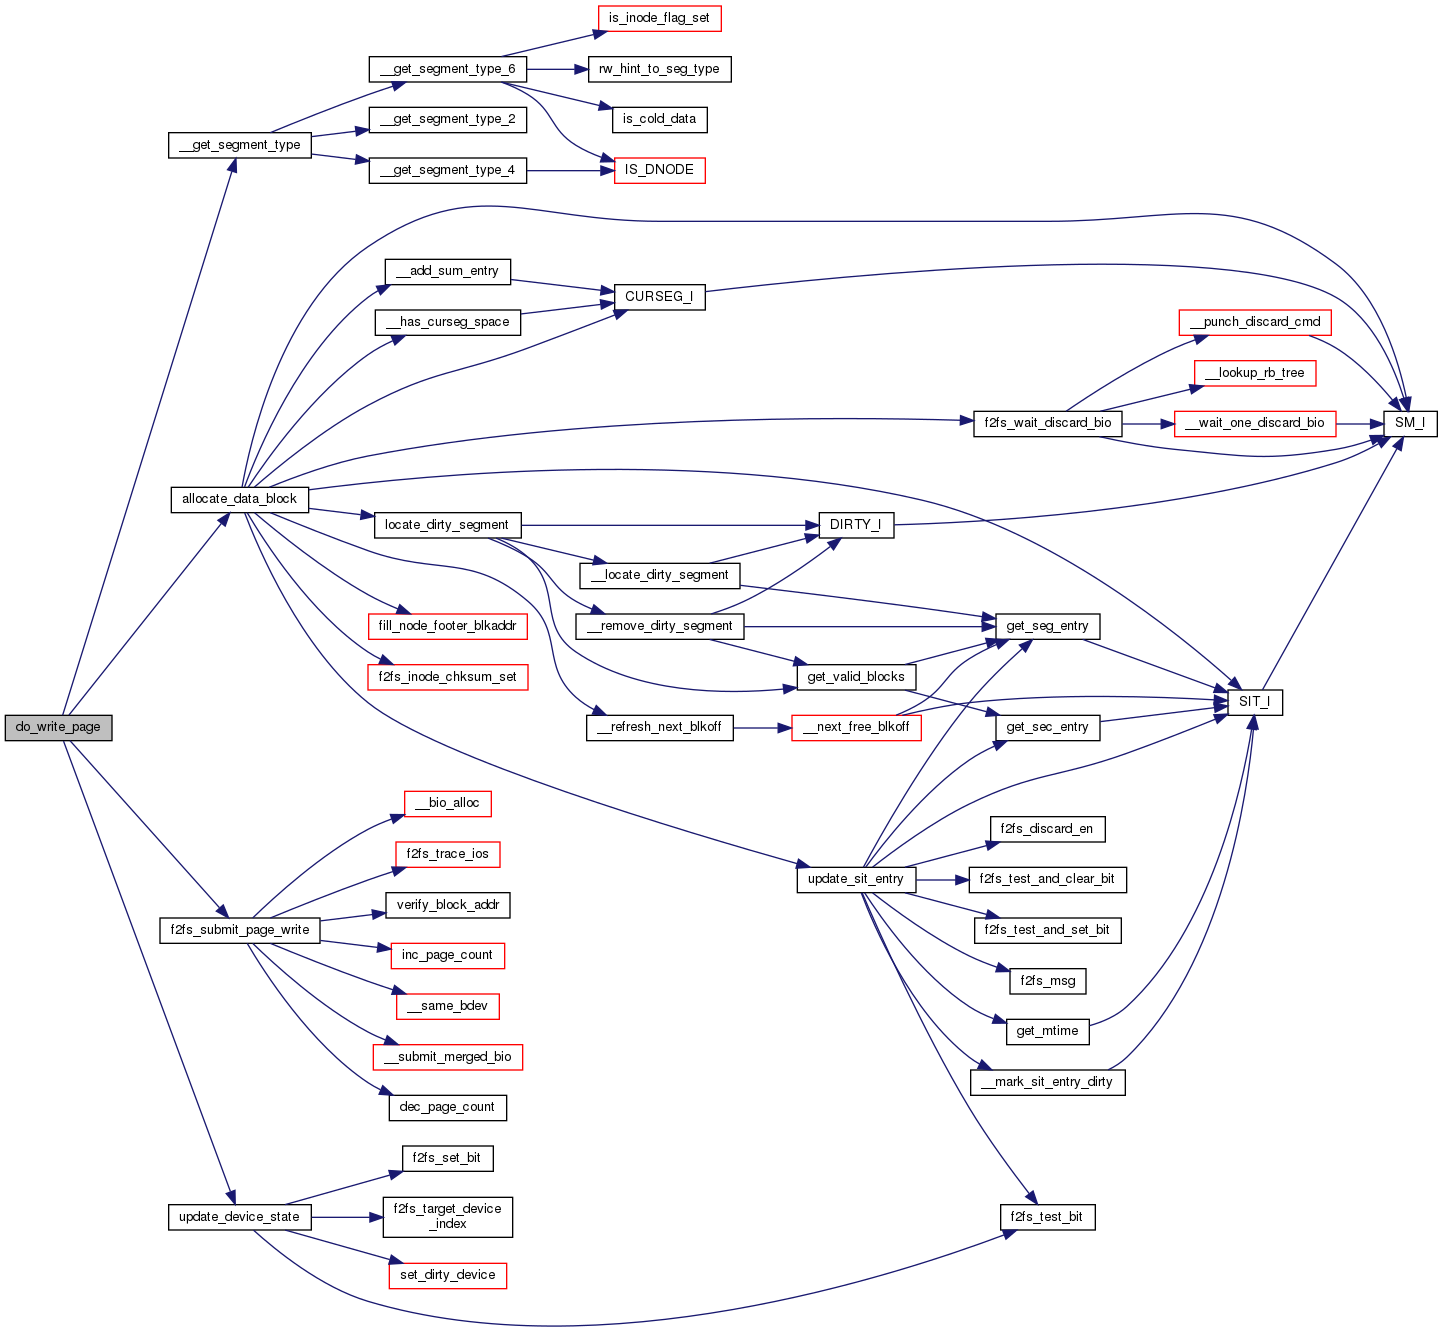 is_inode_flag_set
__get_segment_type_6
rw_hint_to_seg_type
__get_segment_type_2
is_cold_data
__get_segment_type
__get_segment_type_4
IS_DNODE
__add_sum_entry
CURSEG_I
__has_curseg_space
__punch_discard_cmd
__lookup_rb_tree
f2fs_wait_discard_bio
__wait_one_discard_bio
SM_I
allocate_data_block
locate_dirty_segment
DIRTY_I
__locate_dirty_segment
fill_node_footer_blkaddr
__remove_dirty_segment
get_seg_entry
f2fs_inode_chksum_set
get_valid_blocks
SIT_I
do_write_page
__refresh_next_blkoff
__next_free_blkoff
get_sec_entry
__bio_alloc
f2fs_discard_en
f2fs_trace_ios
update_sit_entry
f2fs_test_and_clear_bit
verify_block_addr
f2fs_submit_page_write
f2fs_test_and_set_bit
inc_page_count
f2fs_msg
__same_bdev
get_mtime
__submit_merged_bio
__mark_sit_entry_dirty
dec_page_count
f2fs_set_bit
update_device_state
f2fs_target_device
_index
f2fs_test_bit
set_dirty_device